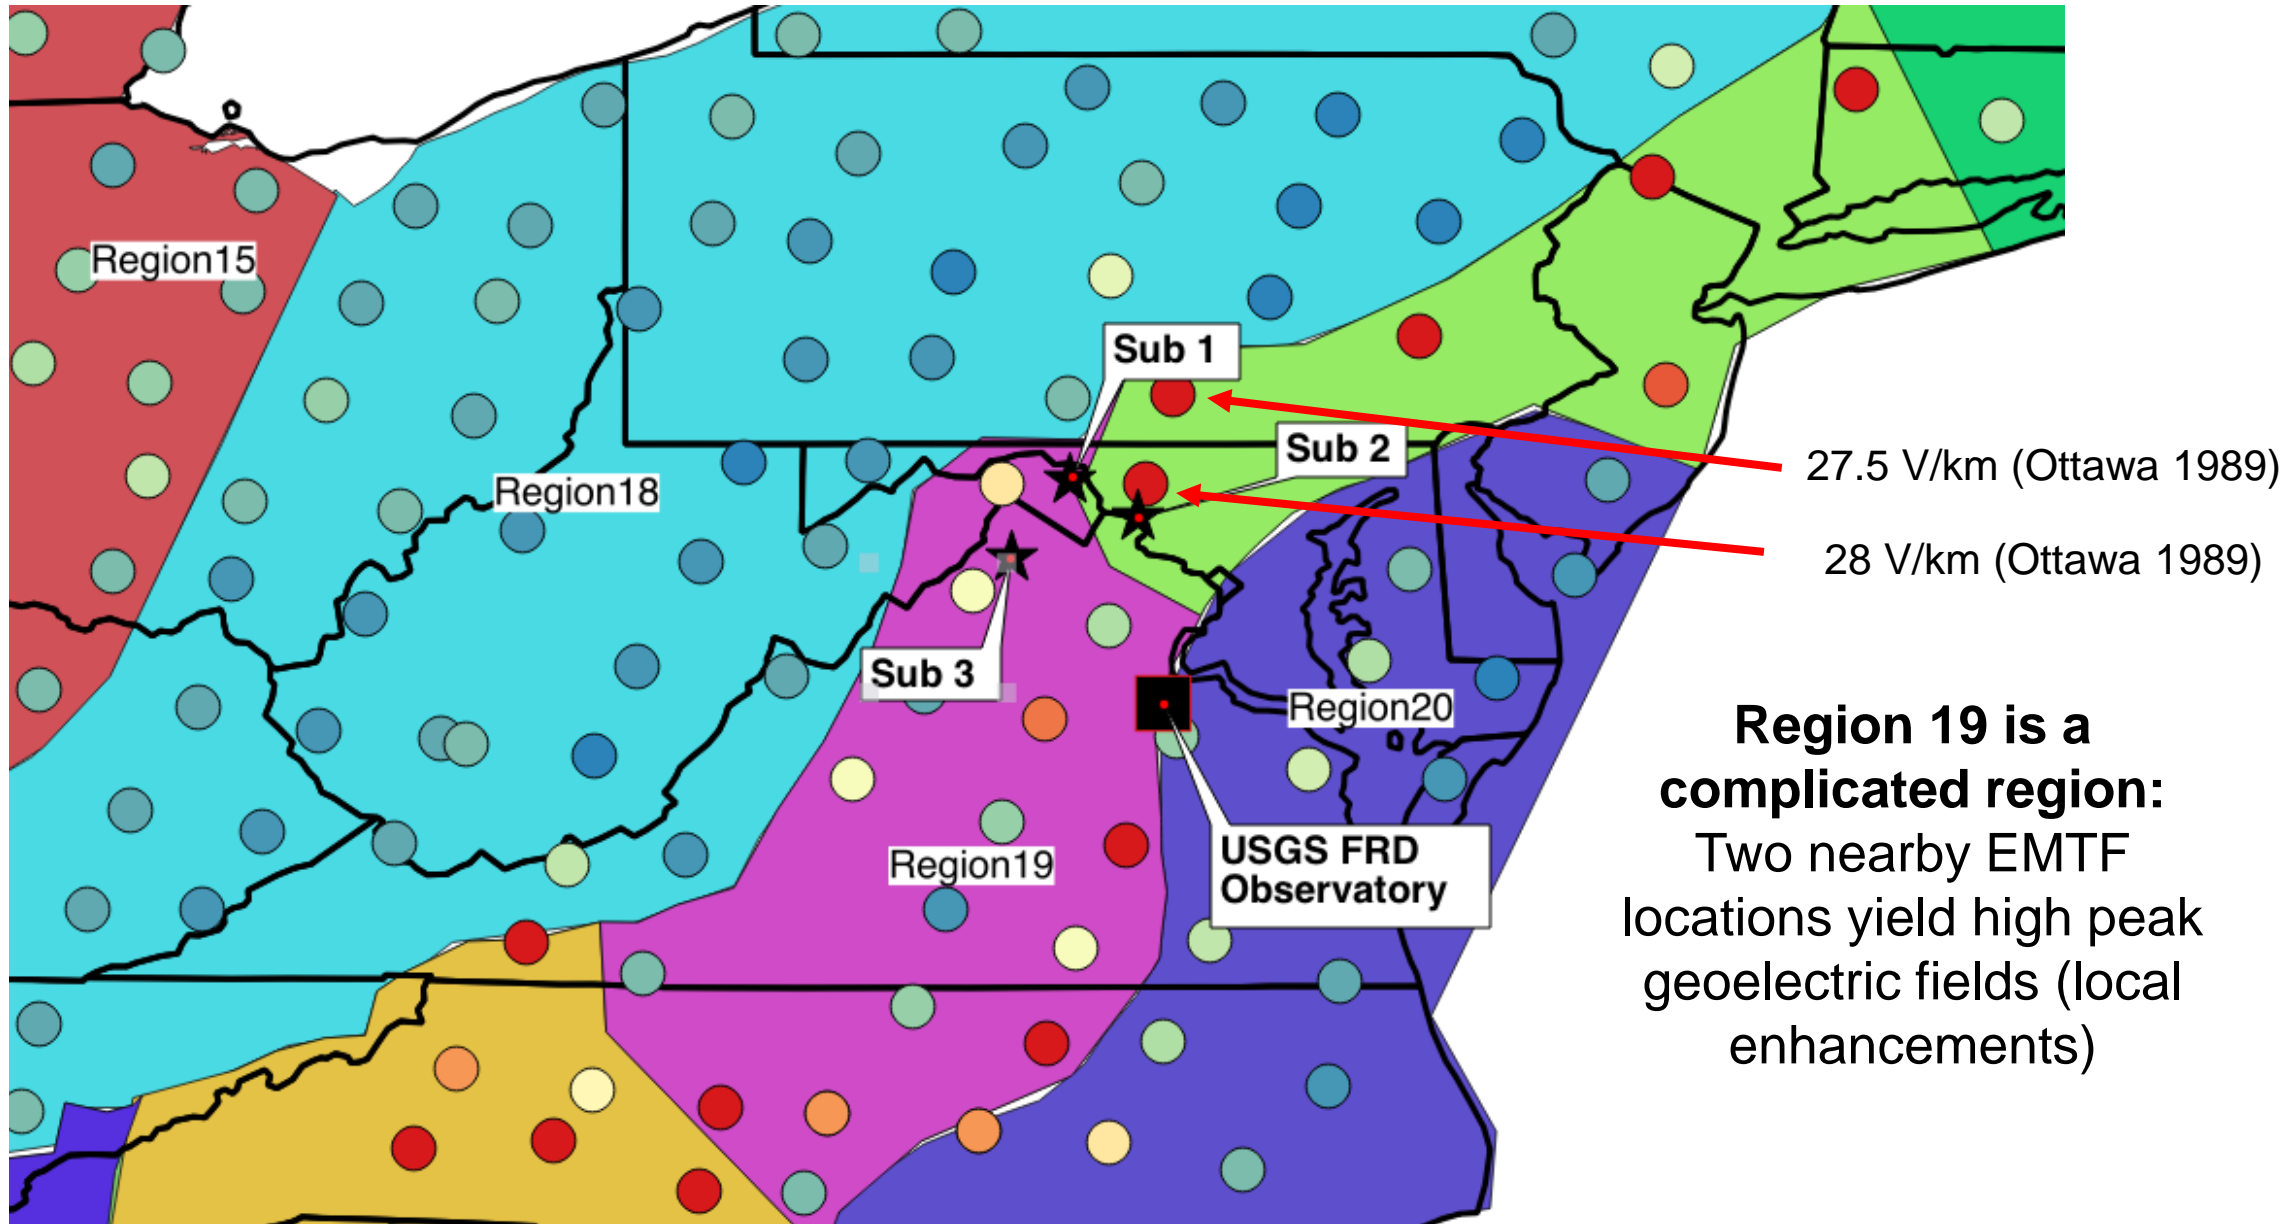 Region15
Sub 1
Sub 2
27.5 V/km (Ottawa 1989)
Region18
28 V/km (Ottawa 1989)
Sub 3
Region20
Region 19 is a
complicated region:
Two nearby EMTF
locations yield high peak
geoelectric fields (local
enhancements)
USGS FRD
Observatory
Region19